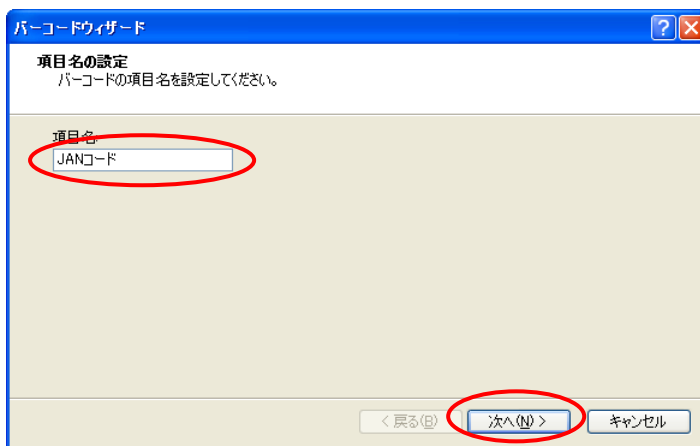 バーコードウィザード
項目名の設定
バーコードの項目名を設定してください。
項目名:
JANコード
< 戻る(B)
次へ(N) >
キャンセル